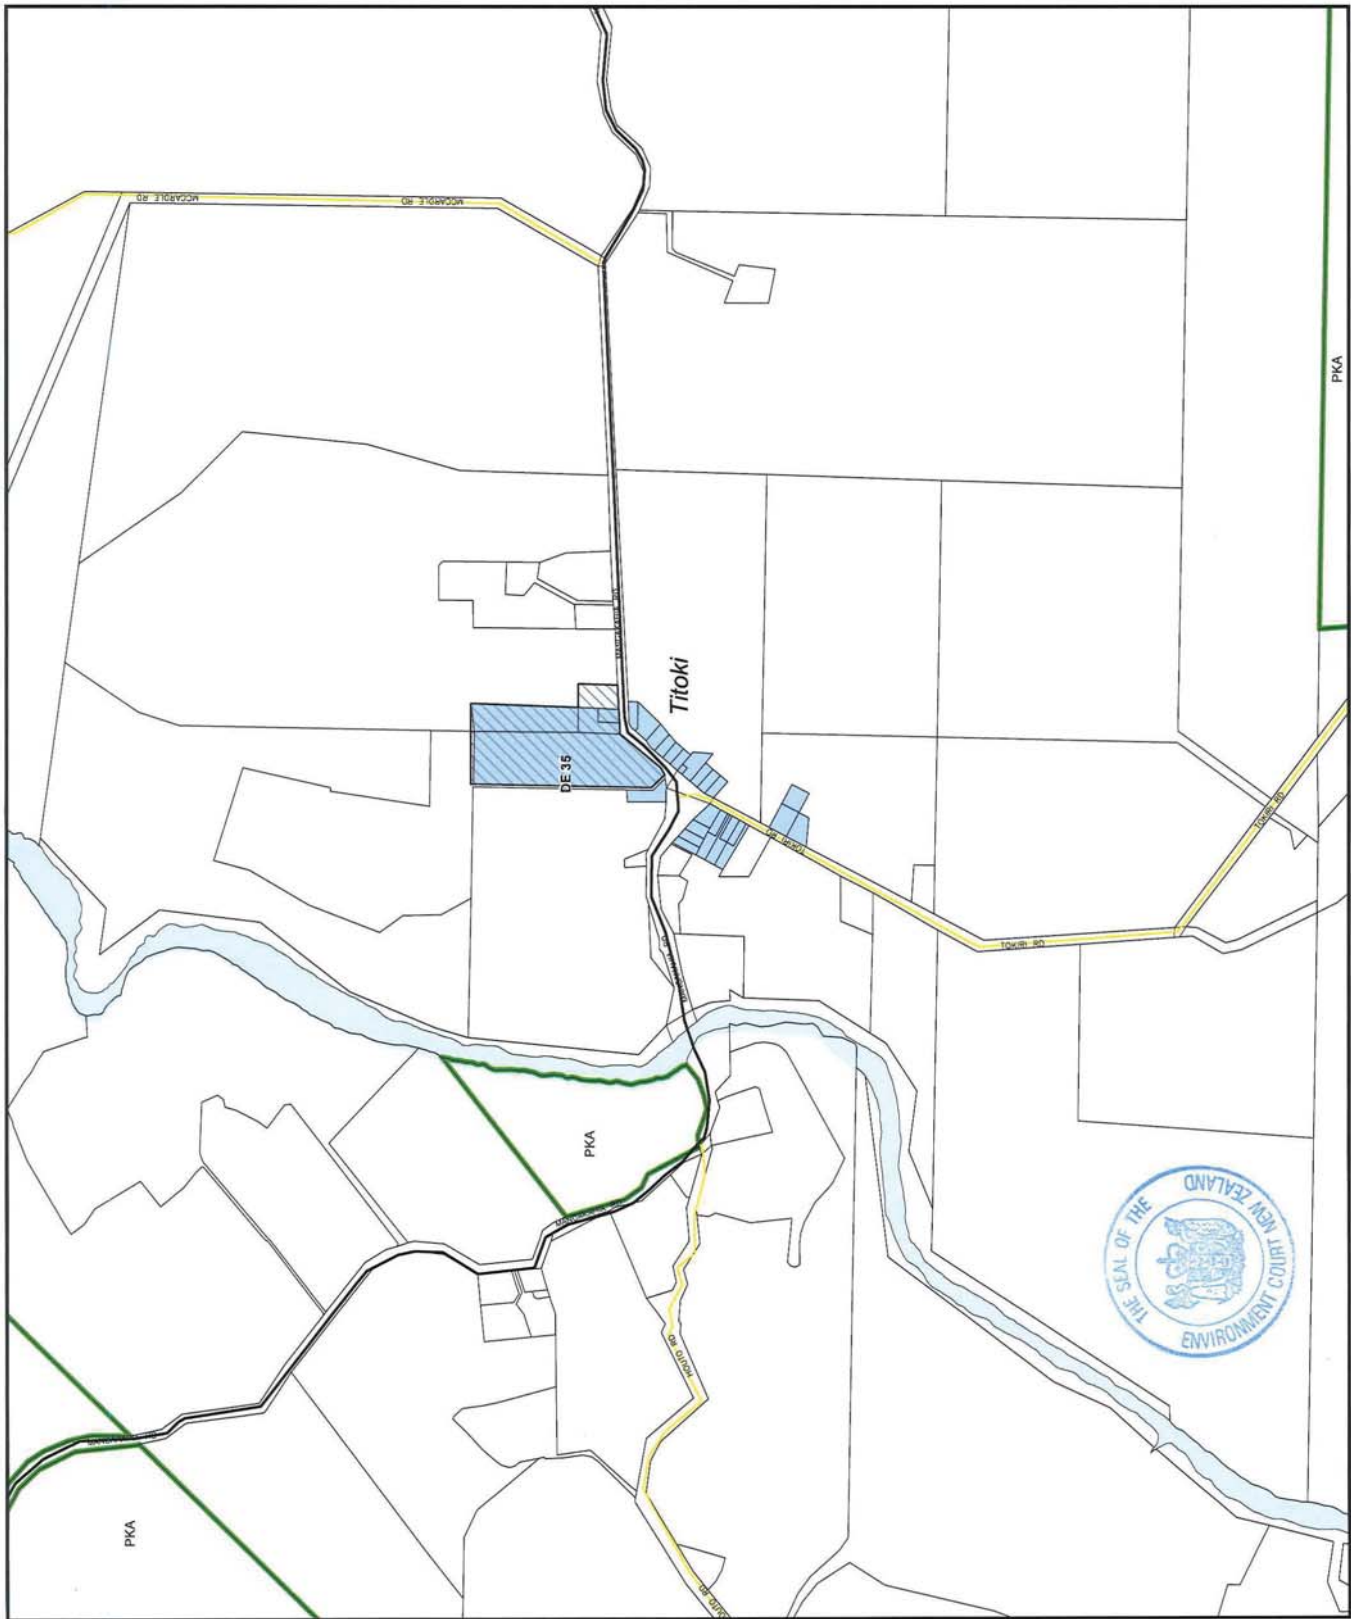 MCCARDLE RD
MCCARDLE RD
PKA
Titoki
DE 35
TOKIRI RD
TOKIRI RD
TOKIRI RD
PKA
HOUTO RD
PKA
THE SEAL OF THE
ENVIRONMENT COURT NEW ZEALAND